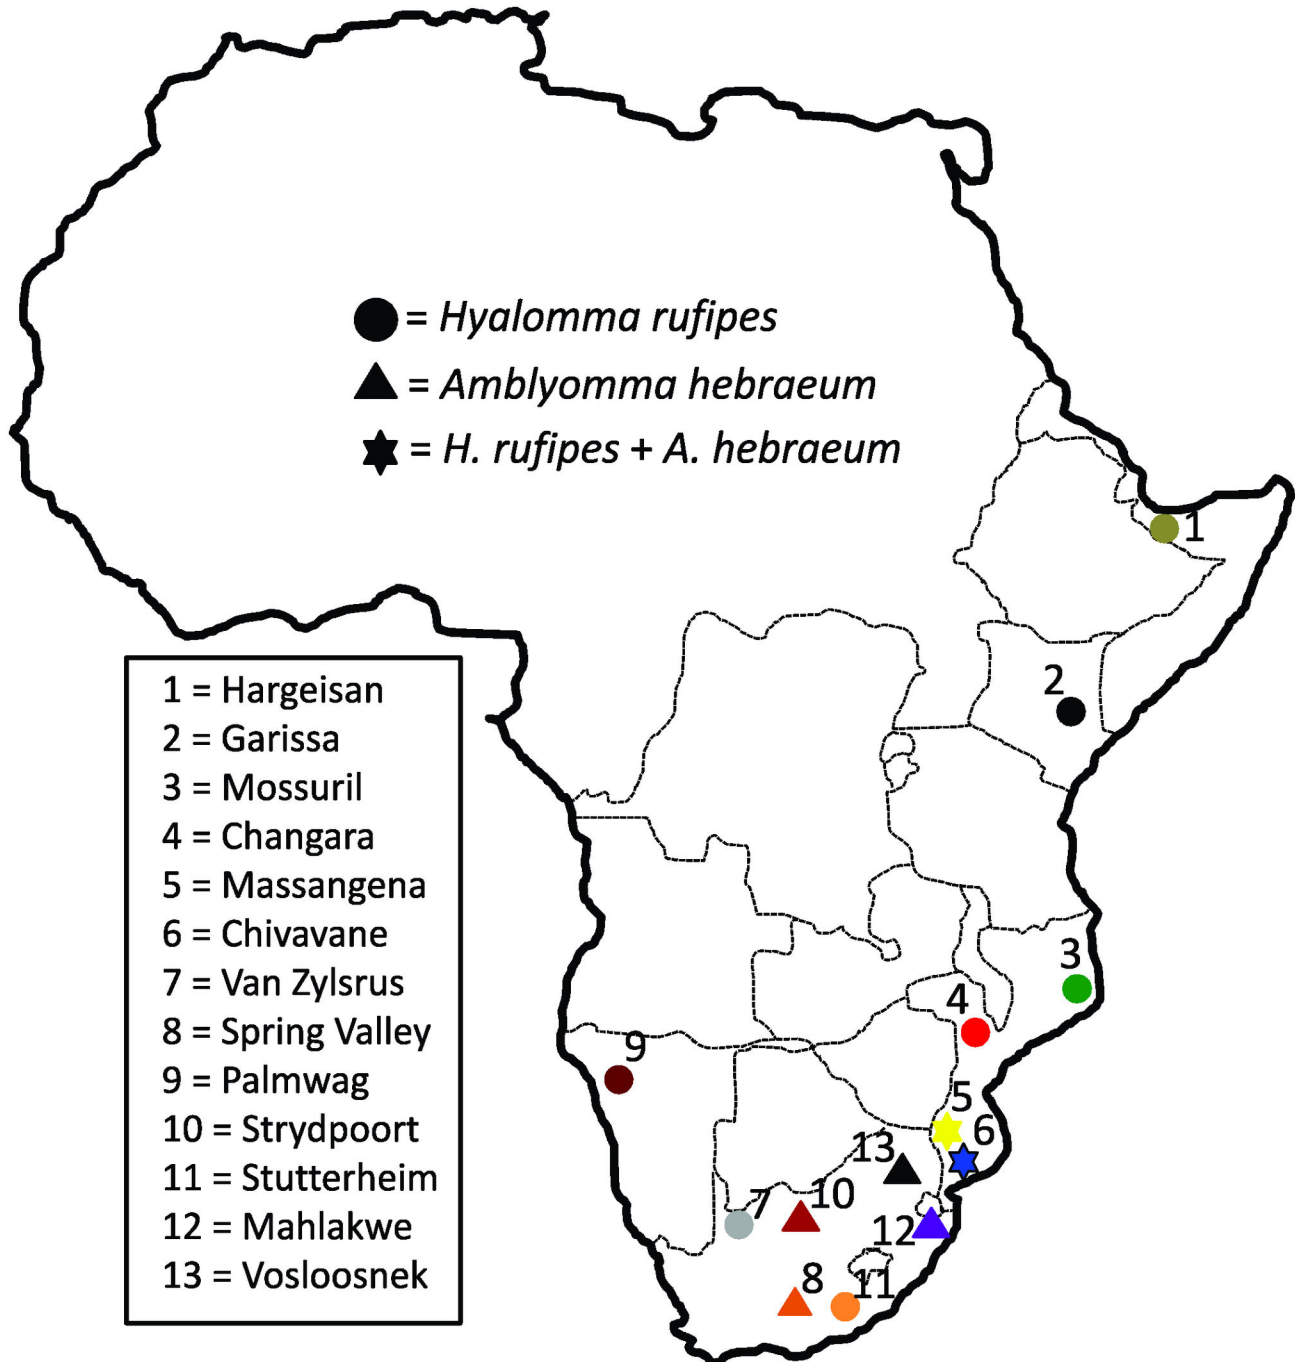 = Hyalomma rufipes
= Amblyomma hebraeum
= H. rufipes + A. hebraeum
1
2
3
4
5
6
9
13
7
10
12
8
11
1 = Hargeisan
2 = Garissa
3 = Mossuril
4 = Changara
5 = Massangena
6 = Chivavane
7 = Van Zylsrus
8 = Spring Valley
9 = Palmwag
10 = Strydpoort
11 = Stutterheim
12 = Mahlakwe
13 = Vosloosnek